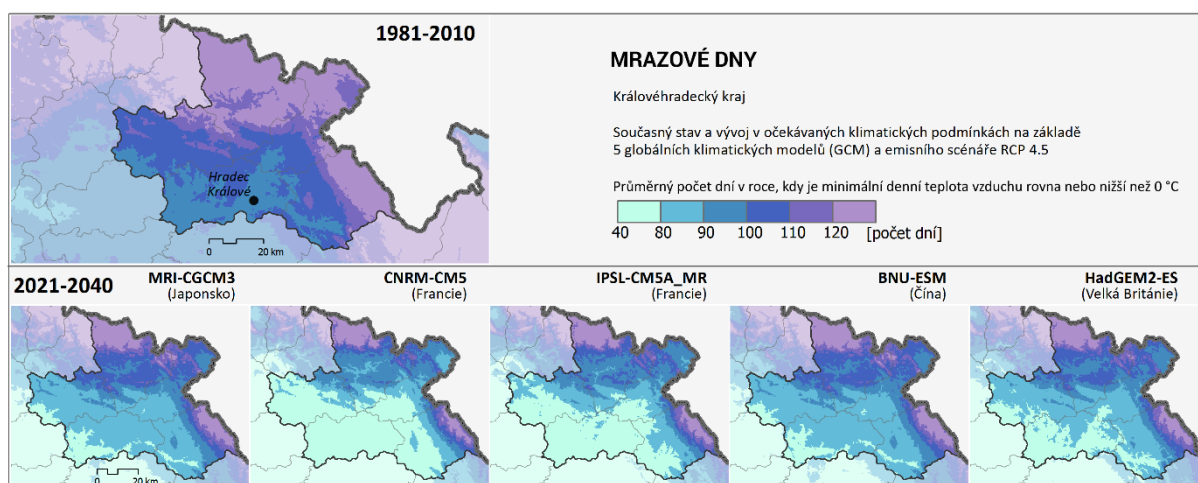 1981-2010
Hradec
Králové
0 20 km
MRAZOVÉ DNY
Královéhradecký kraj
Současný stav a vývoj v očekávaných klimatických podmínkách na základě
5 globálních klimatických modelů (GCM) a emisního scénáře RCP 4.5
Průměrný počet dní v roce, kdy je minimální denní teplota vzduchu rovna nebo nižší než 0 °C
40 80 90 100 110 120 [počet dní]
2021-2040
MRI-CGCM3
(Japonsko)
CNRM-CM5
(Francie)
IPSL-CM5A_MR
(Francie)
BNU-ESM
(Čína)
HadGEM2-ES
(Velká Británie)
0 20 km